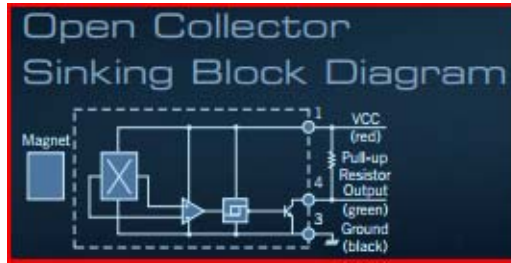 Open Collector
Sinking Block Diagram
Magnet
1
VCC
(red)
Pull-up
Resistor
4
Output
(green)
3
Ground
(black)